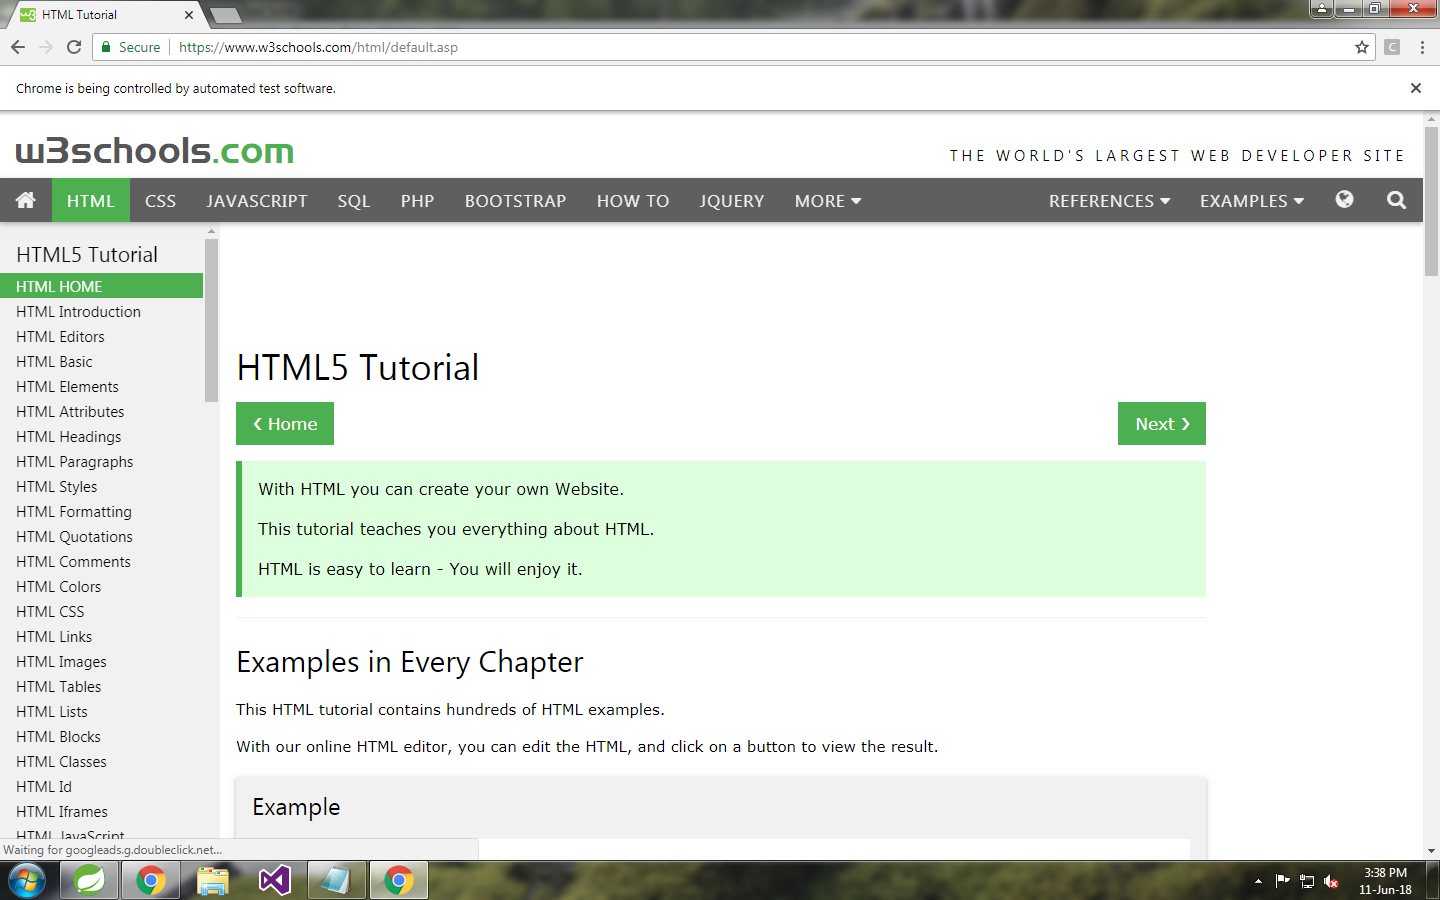 HTML Tutorial
Secure
https://www.w3schools.com/html/default.asp
C
Chrome is being controlled by automated test software.
w3schools.com
THE WORLD'S LARGEST WEB DEVELOPER SITE
HTML CSS JAVASCRIPT SQL PHP BOOTSTRAP HOW TO JQUERY MORE REFERENCES EXAMPLES
HTML5 Tutorial
HTML HOME
HTML Introduction
HTML Editors
HTML Basic
HTML Elements
HTML Attributes
HTML Headings
HTML Paragraphs
HTML Styles
HTML Formatting
HTML Quotations
HTML Comments
HTML Colors
HTML CSS
HTML Links
HTML Images
HTML Tables
HTML Lists
HTML Blocks
HTML Classes
HTML Id
HTML Iframes
HTML JavaScript
HTML5 Tutorial
❮ Home
Next ❯
With HTML you can create your own Website.
This tutorial teaches you everything about HTML.
HTML is easy to learn - You will enjoy it.
Examples in Every Chapter
This HTML tutorial contains hundreds of HTML examples.
With our online HTML editor, you can edit the HTML, and click on a button to view the result.
Example
Waiting for googleads.g.doubleclick.net...
3:38 PM
11-Jun-18